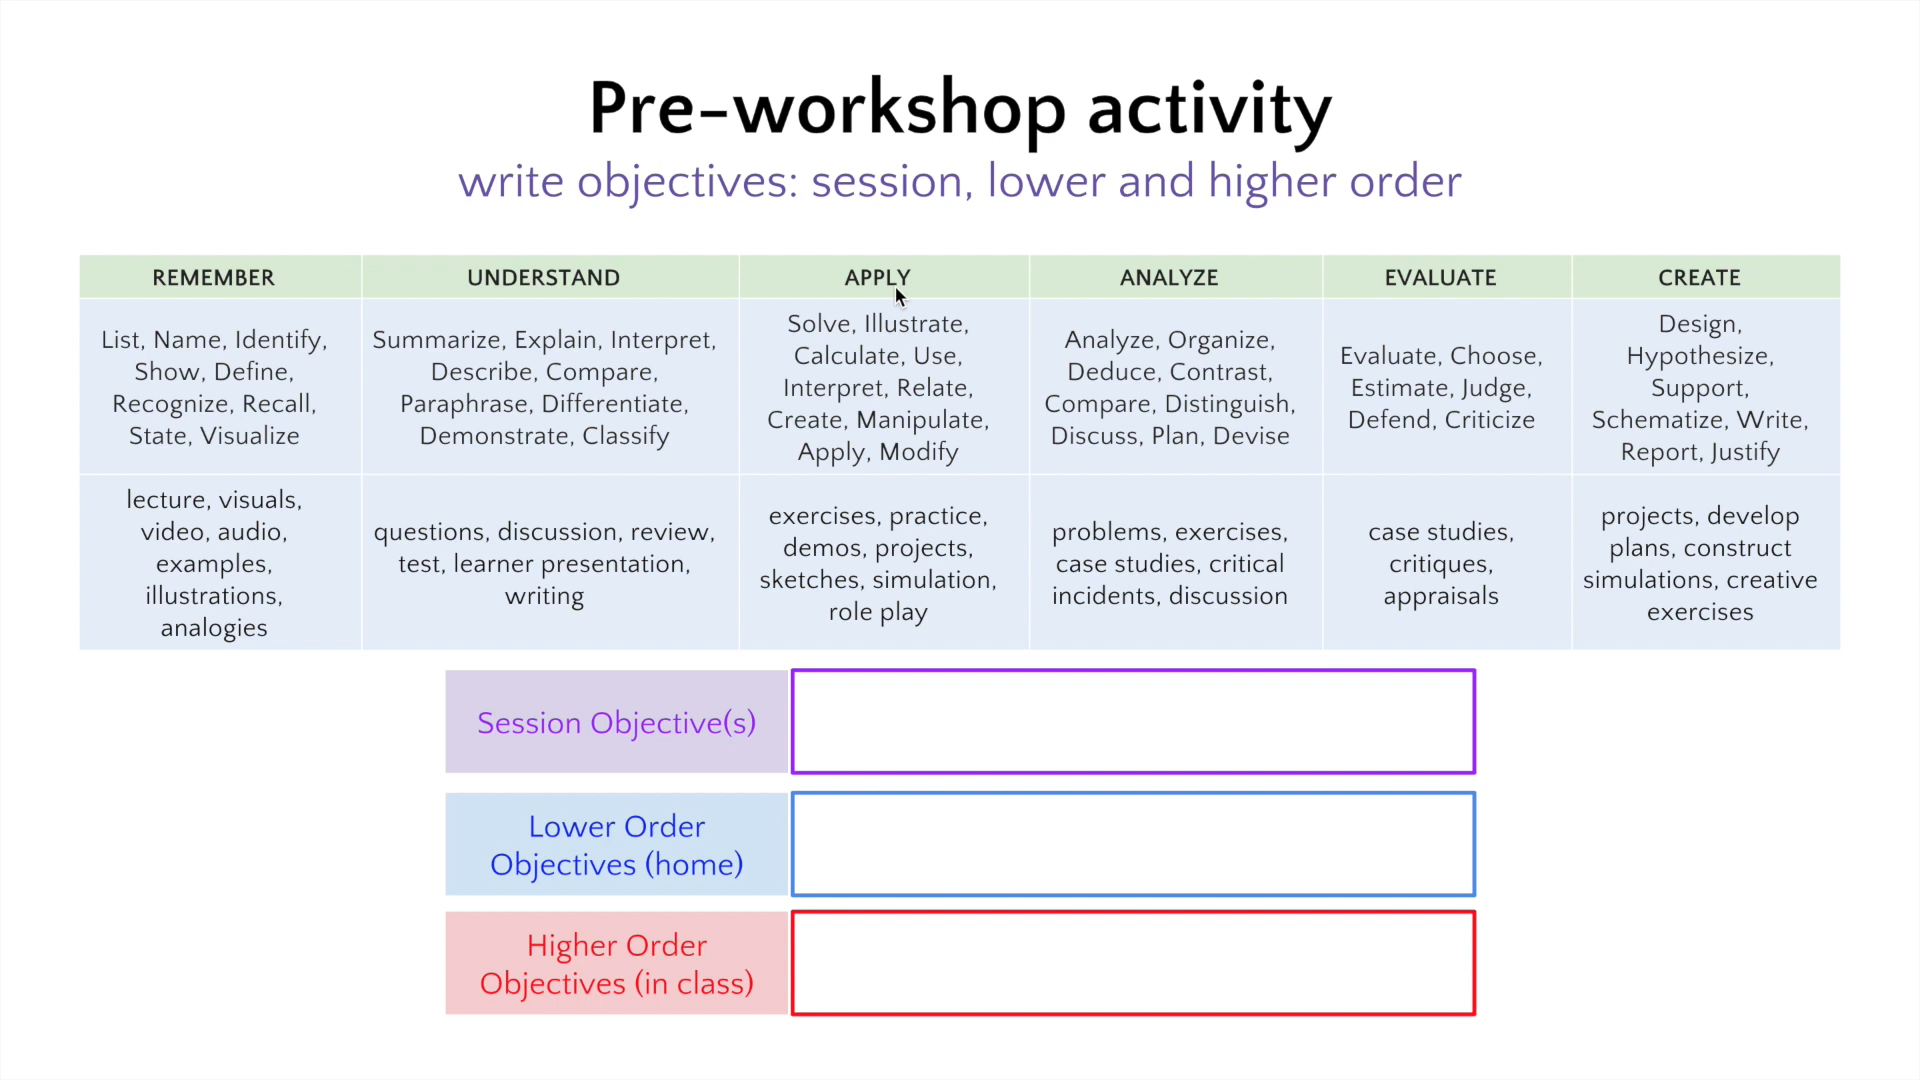 Pre-workshop activity
write objectives: session, lower and higher order
REMEMBER
UNDERSTAND
APPLY
ANALYZE
EVALUATE
CREATE
List, Name, Identify,
Show, Define,
Recognize, Recall,
State, Visualize
Summarize, Explain, Interpret,
Describe, Compare,
Paraphrase, Differentiate,
Demonstrate, Classify
Solve, Illustrate,
Calculate, Use,
Interpret, Relate,
Create, Manipulate,
Apply, Modify
Analyze, Organize,
Deduce, Contrast,
Compare, Distinguish,
Discuss, Plan, Devise
Evaluate, Choose,
Estimate, Judge,
Defend, Criticize
Design,
Hypothesize,
Support,
Schematize, Write,
Report, Justify
lecture, visuals,
video, audio,
examples,
illustrations,
analogies
questions, discussion, review,
test, learner presentation,
writing
exercises, practice,
demos, projects,
sketches, simulation,
role play
problems, exercises,
case studies, critical
incidents, discussion
case studies,
critiques,
appraisals
projects, develop
plans, construct
simulations, creative
exercises
Session Objective(s)
Lower Order
Objectives (home)
Higher Order
Objectives (in class)